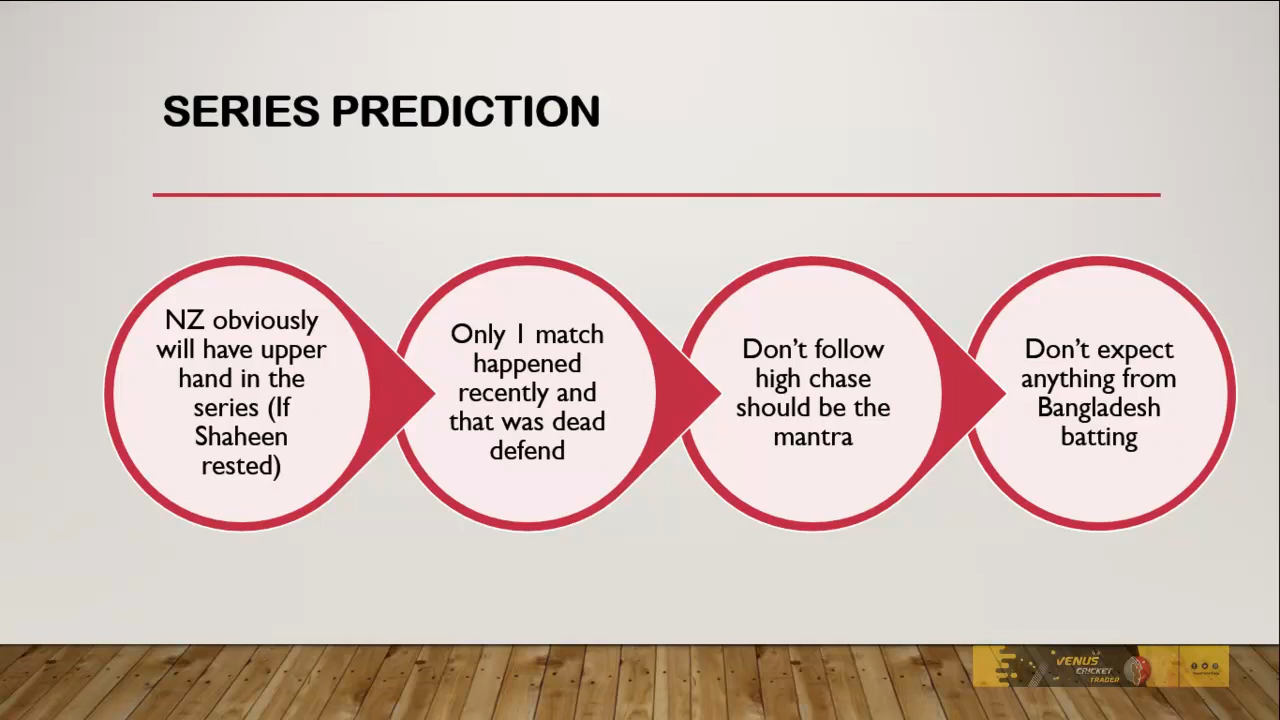 SERIES PREDICTION
NZ obviously
will have upper
hand in the
series (If
Shaheen
rested)
Only 1 match
happened
recently and
that was dead
defend
Don't follow
high chase
should be the
mantra
Don't expect
anything from
Bangladesh
batting
VENUS
CRICKET
TRADER